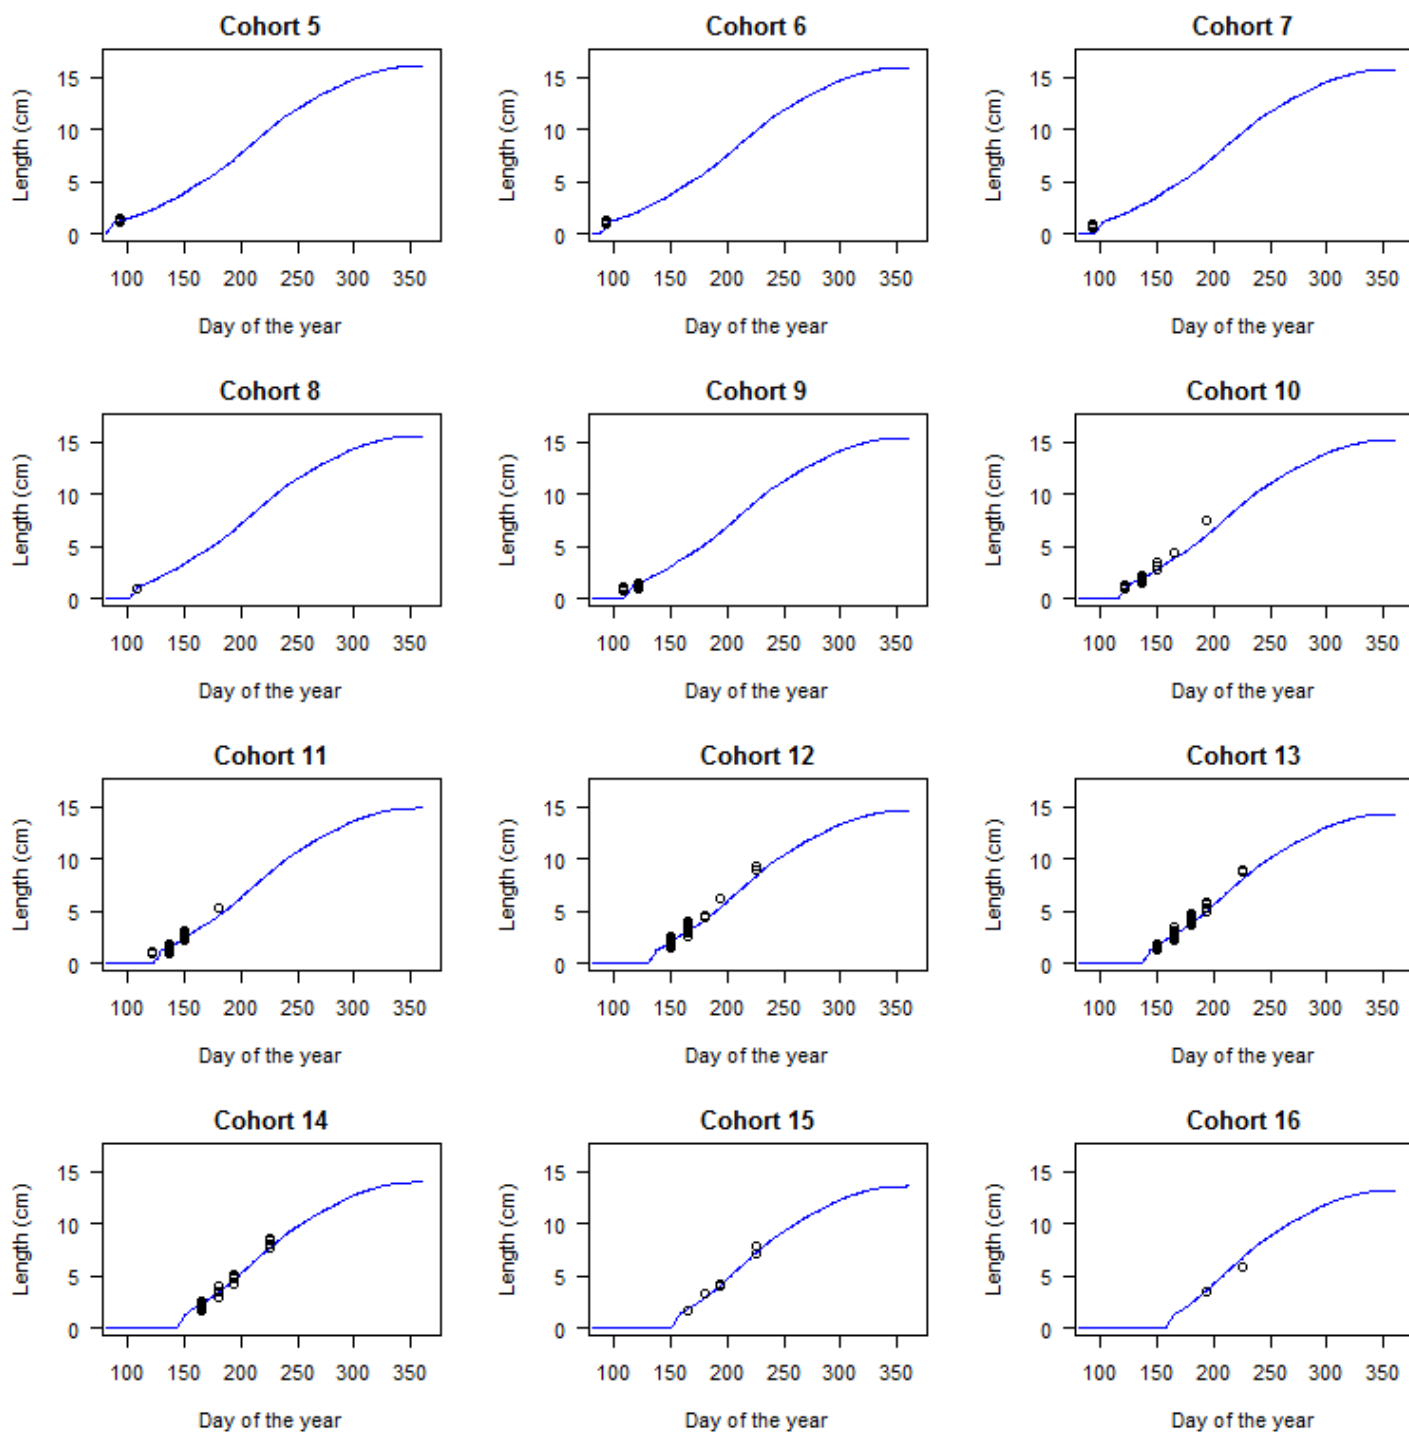 Cohort 5 Cohort 6 Cohort 7
Length (cm) Length (cm) Length (cm)
15 15 15
10 10 10
5 5 5
0 0 0
100 150 200 250 300 350 100 150 200 250 300 350 100 150 200 250 300 350
Day of the year Day of the year Day of the year
Cohort 8 Cohort 9 Cohort 10
Length (cm) Length (cm) Length (cm)
15 15 15
10 10 10
5 5 5
0 0 0
100 150 200 250 300 350 100 150 200 250 300 350 100 150 200 250 300 350
Day of the year Day of the year Day of the year
Cohort 11 Cohort 12 Cohort 13
Length (cm) Length (cm) Length (cm)
15 15 15
10 10 10
5 5 5
0 0 0
100 150 200 250 300 350 100 150 200 250 300 350 100 150 200 250 300 350
Day of the year Day of the year Day of the year
Cohort 14 Cohort 15 Cohort 16
Length (cm) Length (cm) Length (cm)
15 15 15
10 10 10
5 5 5
0 0 0
100 150 200 250 300 350 100 150 200 250 300 350 100 150 200 250 300 350
Day of the year Day of the year Day of the year